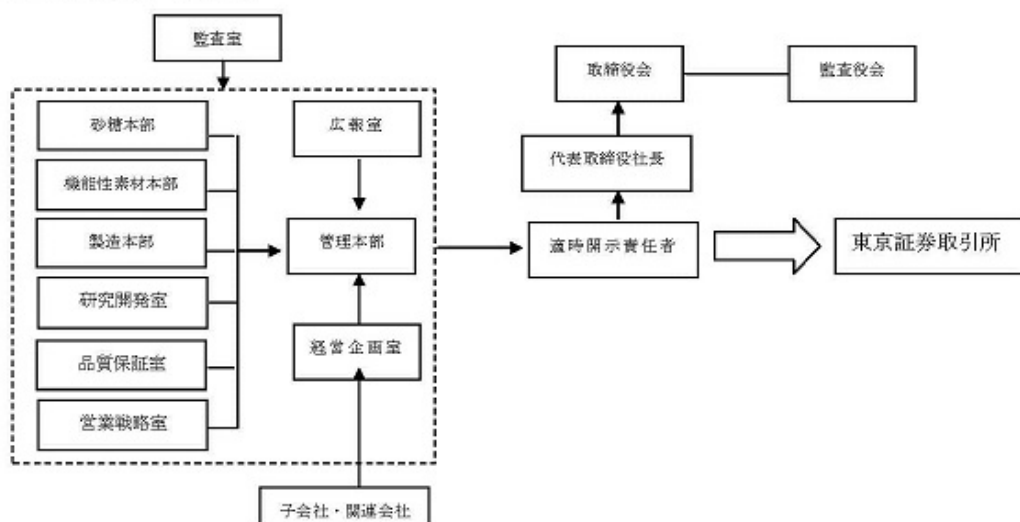 監査室
取締役会
監査役会
砂糖本部
広報室
代表取締役社長
機能性素材本部
製造本部
管理本部
適時開示責任者
東京証券取引所
研究開発室
経営企画室
品質保証室
営業戦略室
子会社・関連会社